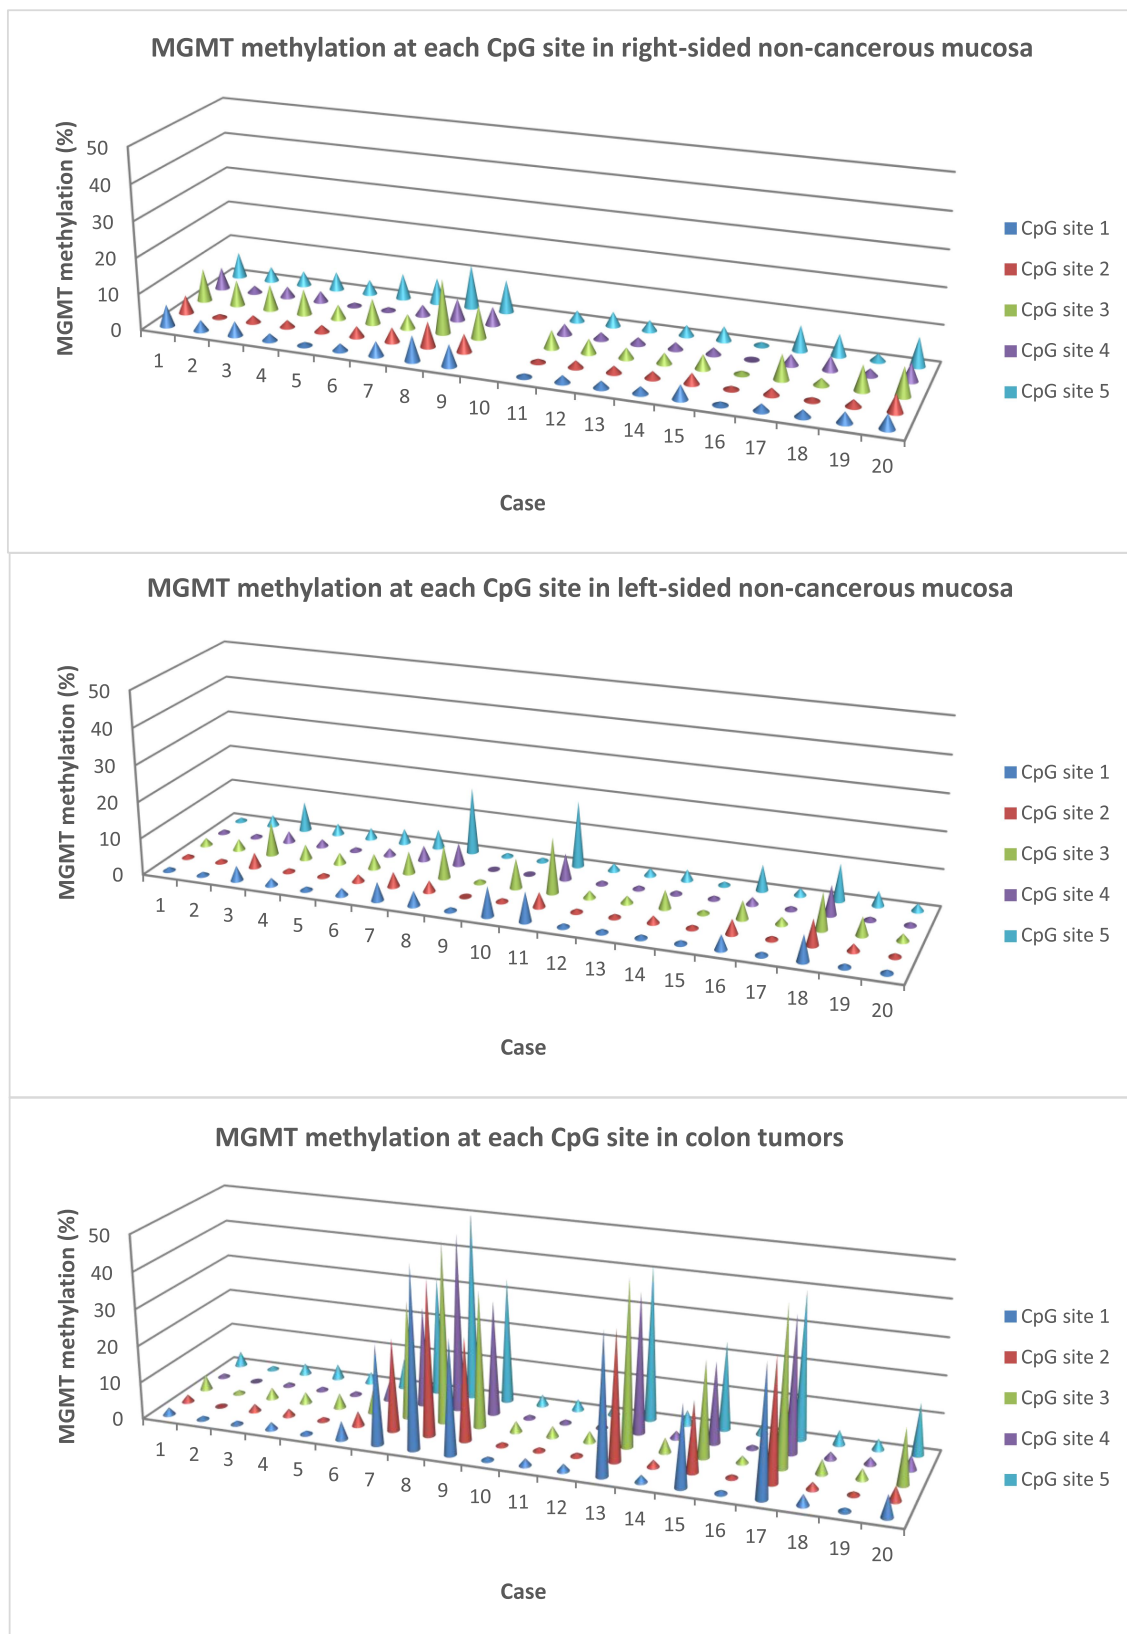 MGMT methylation at each CpG site in right-sided non-cancerous mucosa
MGMT methylation (%)
50
40
30
20
10
0
1 2 3 4 5 6 7 8 9 10 11 12 13 14 15 16 17 18 19 20
Case
CpG site 1
CpG site 2
CpG site 3
CpG site 4
CpG site 5
MGMT methylation at each CpG site in left-sided non-cancerous mucosa
MGMT methylation (%)
50
40
30
20
10
0
1 2 3 4 5 6 7 8 9 10 11 12 13 14 15 16 17 18 19 20
Case
CpG site 1
CpG site 2
CpG site 3
CpG site 4
CpG site 5
MGMT methylation at each CpG site in colon tumors
MGMT methylation (%)
50
40
30
20
10
0
1 2 3 4 5 6 7 8 9 10 11 12 13 14 15 16 17 18 19 20
Case
CpG site 1
CpG site 2
CpG site 3
CpG site 4
CpG site 5